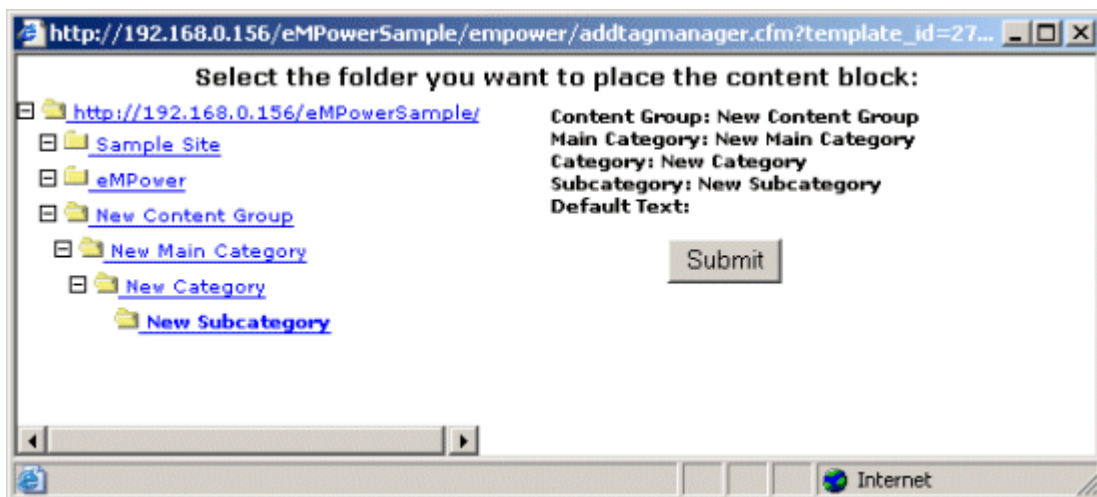 http://192.168.0.156/eMPowerSample/empower/addtagmanager.cfm?template_id=27...
Select the folder you want to place the content block:
http://192.168.0.156/eMPowerSample/
Sample Site
eMPower
New Content Group
New Main Category
New Category
New Subcategory
Content Group: New Content Group
Main Category: New Main Category
Category: New Category
Subcategory: New Subcategory
Default Text:
Submit
Internet